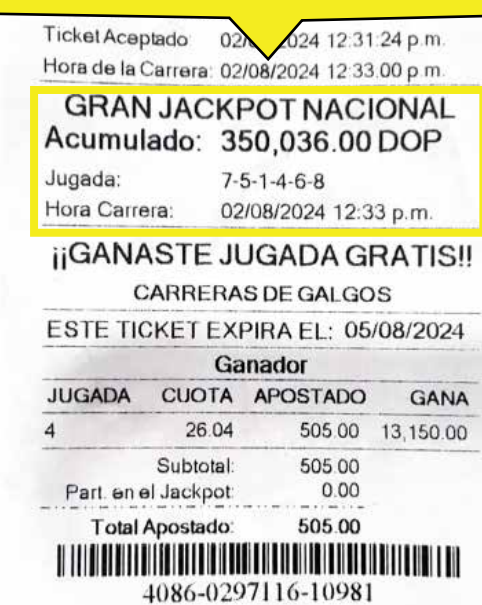 Ticket Aceptado: 02/ 2024 12:31:24 p.m.
Hora de la Carrera: 02/08/2024 12:33.00 p.m.
GRAN JACKPOT NACIONAL
Acumulado: 350,036.00 DOP
Jugada: 7-5-1-4-6-8
Hora Carrera: 02/08/2024 12:33 p.m.
¡¡GANASTE JUGADA GRATIS!!
CARRERAS DE GALGOS
ESTE TICKET EXPIRA EL: 05/08/2024
Ganador
JUGADA CUOTA APOSTADO GANA
4 26.04 505.00 13,150.00
Subtotal: 505.00
Part. en el Jackpot: 0.00
Total Apostado: 505.00
4086-0297116-10981